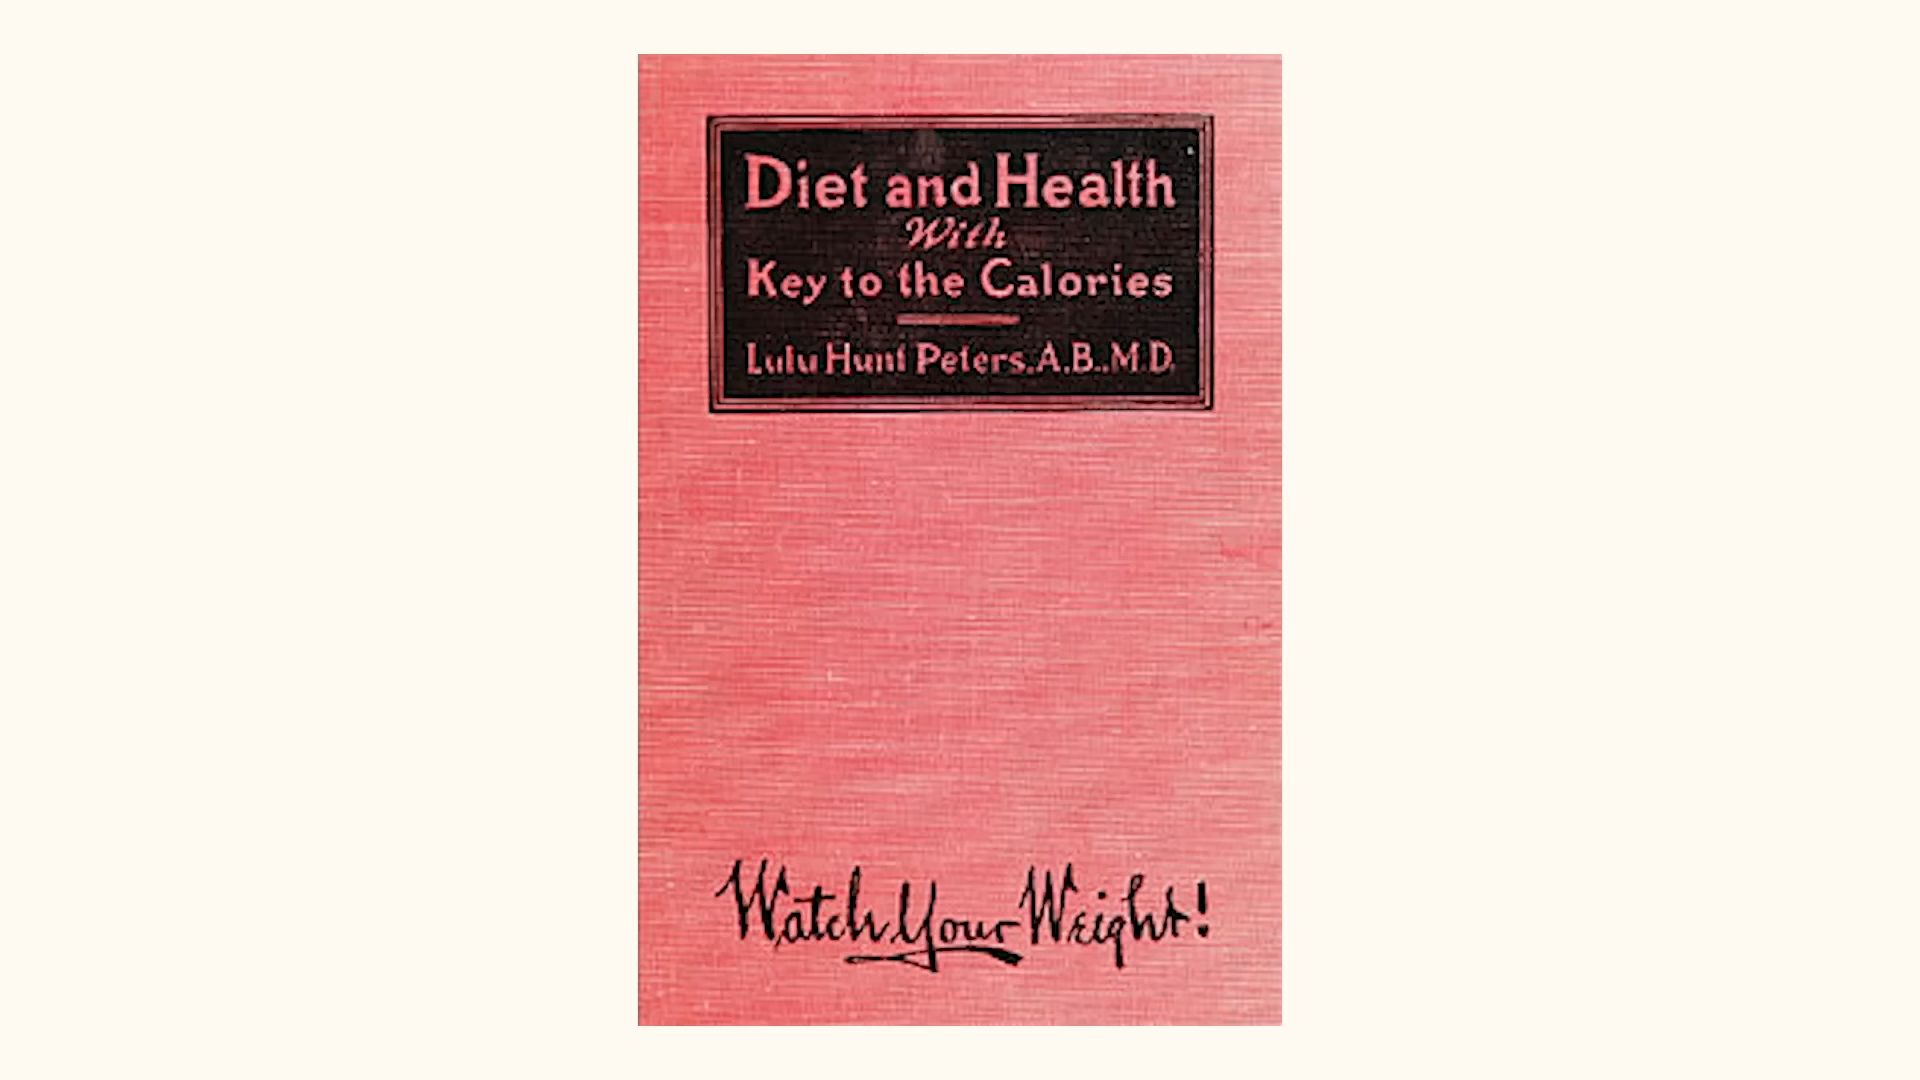 Diet and Health
With
Key to the Calories
Lulu Hunt Peters, A.B., M.D.
Watch Your Weight!